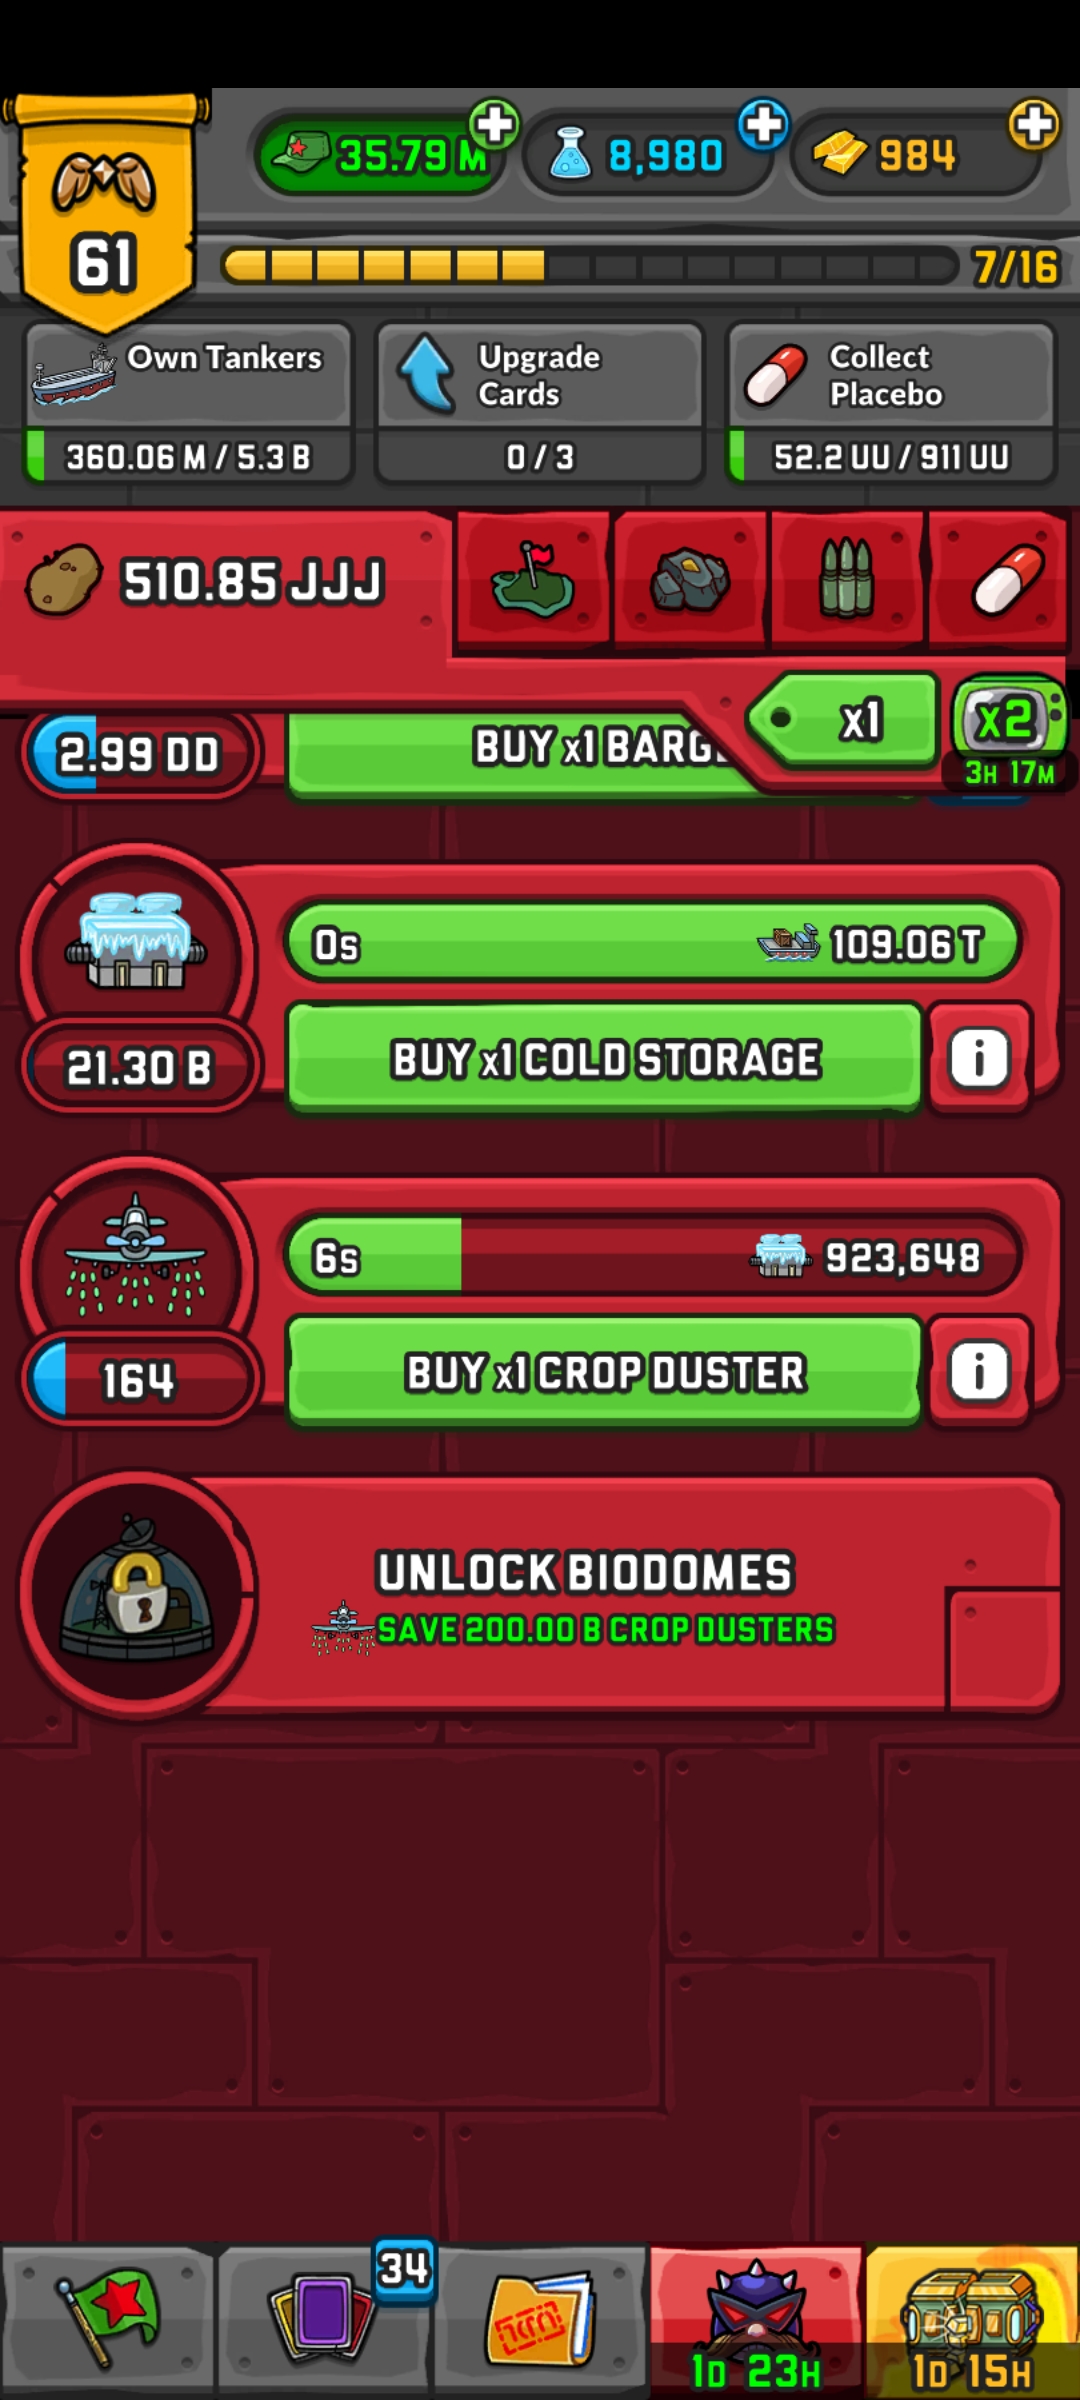 35.79 M
8,980
984
61
7/16
Own Tankers
360.06 M / 5.3 B
Upgrade
Cards
0 / 3
Collect
Placebo
52.2 UU / 911 UU
510.85 JJJ
x1
x2
3H 17M
2.99 DD
BUY x1 BARG
0s
109.06 T
21.30 B
BUY x1 COLD STORAGE
i
6s
923,648
164
BUY x1 CROP DUSTER
i
UNLOCK BIODOMES
SAVE 200.00 B CROP DUSTERS
34
1D 23H
1D 15H